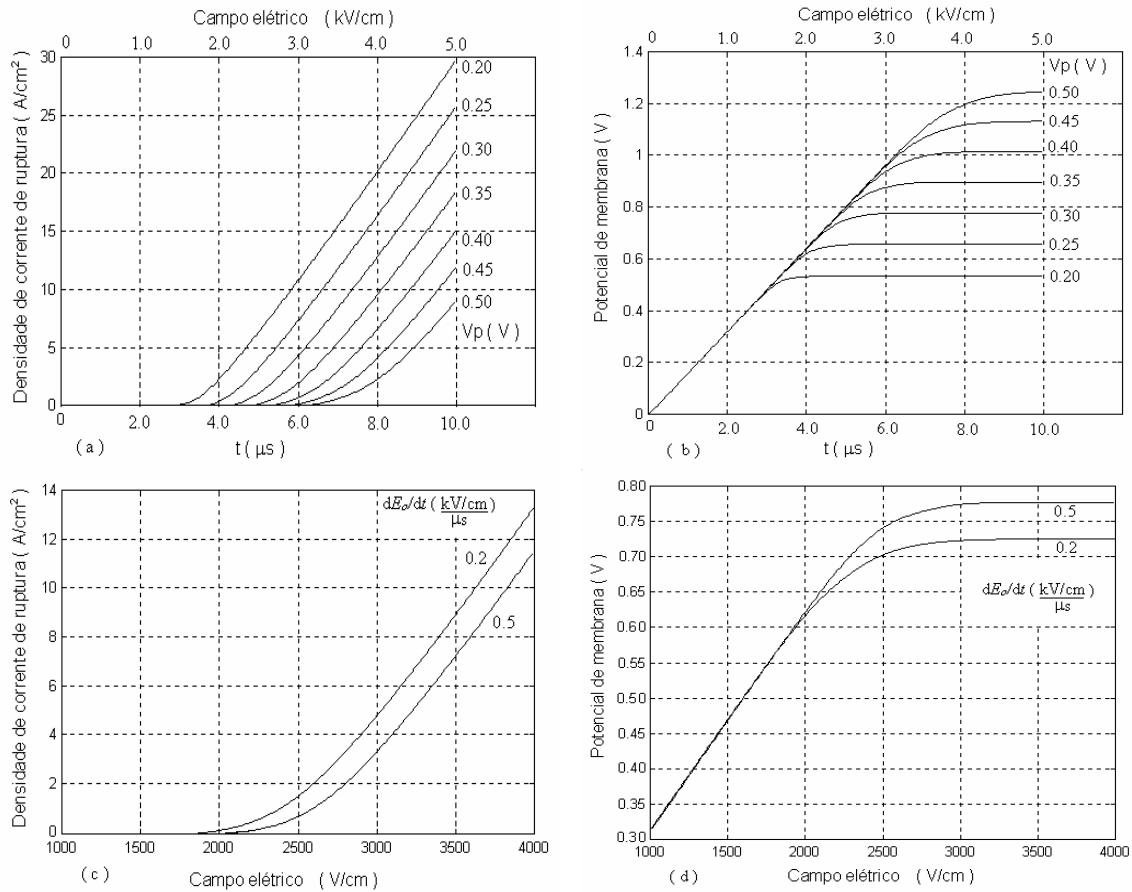 Campo elétrico ( kV/cm)
0 1.0 2.0 3.0 4.0 5.0
Densidade de corrente de ruptura ( A/cm²)
30
25
20
15
10
5
0
0.20
0.25
0.30
0.35
0.40
0.45
0.50
Vp ( V )
0 2.0 4.0 6.0 8.0 10.0
( a )
t ( μs )
Campo elétrico ( kV/cm)
0 1.0 2.0 3.0 4.0 5.0
Potencial de membrana ( V )
1.4
1.2
1
0.8
0.6
0.4
0.2
0
Vp ( V )
0.50
0.45
0.40
0.35
0.30
0.25
0.20
0 2.0 4.0 6.0 8.0 10.0
( b )
t ( μs )
Densidade de corrente de ruptura ( A/cm²)
14
12
10
8
6
4
2
0
dEₒ/dt ( kV/cm )
μs
0.2
0.5
1000 1500 2000 2500 3000 3500 4000
( c )
Campo elétrico ( V/cm)
Potencial de membrana ( V )
0.80
0.75
0.70
0.65
0.60
0.55
0.50
0.45
0.40
0.35
0.30
0.5
0.2
dEₒ/dt ( kV/cm )
μs
1000 1500 2000 2500 3000 3500 4000
( d )
Campo elétrico ( V/cm)